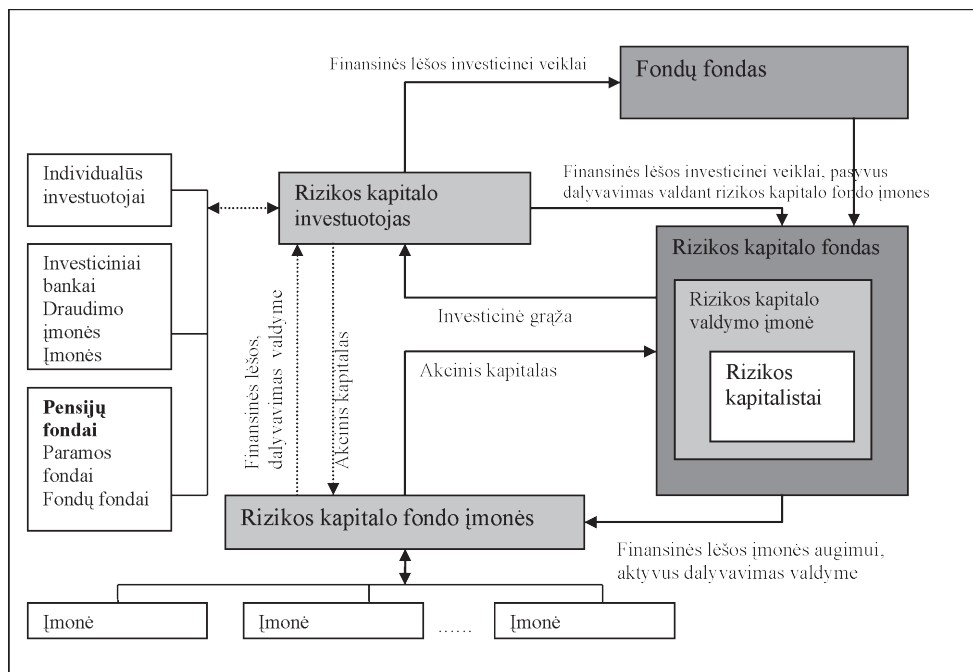 Finansinės lėšos investicinei veiklai
Fondų fondas
Individualūs
investuotojai
Rizikos kapitalo
investuotojas
Finansinės lėšos investicinei veiklai, pasyvus
dalyvavimas valdant rizikos kapitalo fondo įmones
Investiciniai
bankai
Draudimo
įmonės
Įmonės
Rizikos kapitalo fondas
Rizikos kapitalo
valdymo įmonė
Rizikos
kapitalistai
Investicinė grąža
Akcinis kapitalas
Finansinės lėšos,
dalyvavimas valdyme
Akcinis kapitalas
Pensijų
fondai
Paramos
fondai
Fondų fondai
Rizikos kapitalo fondo įmonės
Finansinės lėšos įmonės augimui,
aktyvus dalyvavimas valdyme
Įmonė
Įmonė
......
Įmonė